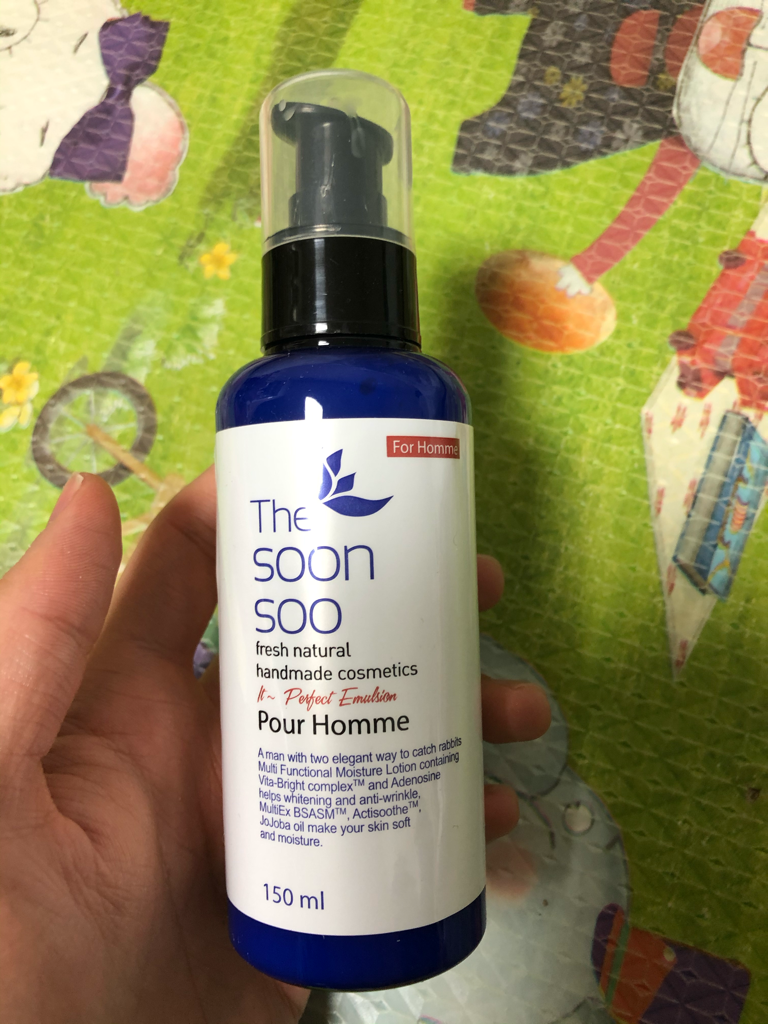 For Homme
The
soon
soo
fresh natural
handmade cosmetics
It~ Perfect Emulsion
Pour Homme
A man with two elegant way to catch rabbits
Multi Functional Moisture Lotion containing
Vita-Bright complex™ and Adenosine
helps whitening and anti-wrinkle,
MultiEx BSASM™, Actisoothe™,
JoJoba oil make your skin soft
and moisture.
150 ml